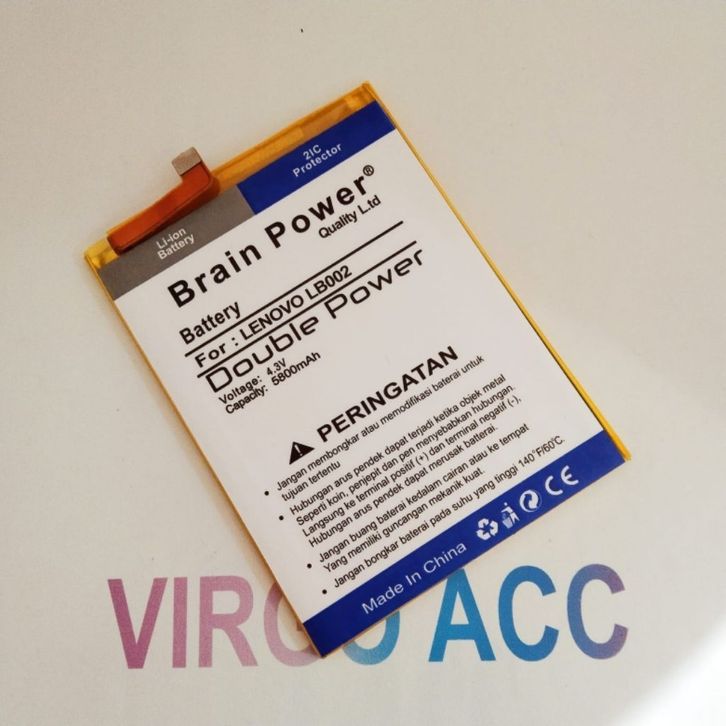 2IC
Protector
Li-ion
Battery
Brain Power®
Quality L.td
Battery
For : LENOVO LB002
Double Power
Voltage: 4.3V
Capacity: 5800mAh
PERINGATAN
• Jangan membongkar atau memodifikasi baterai untuk
tujuan tertentu
• Hubungan arus pendek dapat terjadi ketika objek metal
Seperti koin, penjepit dan pen menyebabkan hubungan.
Langsung ke terminal positif (+) dan terminal negatif (-),
Hubungan arus pendek dapat merusak baterai.
• Jangan buang baterai kedalam cairan atau ke tempat
Yang memiliki guncangan mekanik kuat.
• Jangan bongkar baterai pada suhu yang tinggi 140°F/60°C.
Made In China
CE
VIRGO ACC